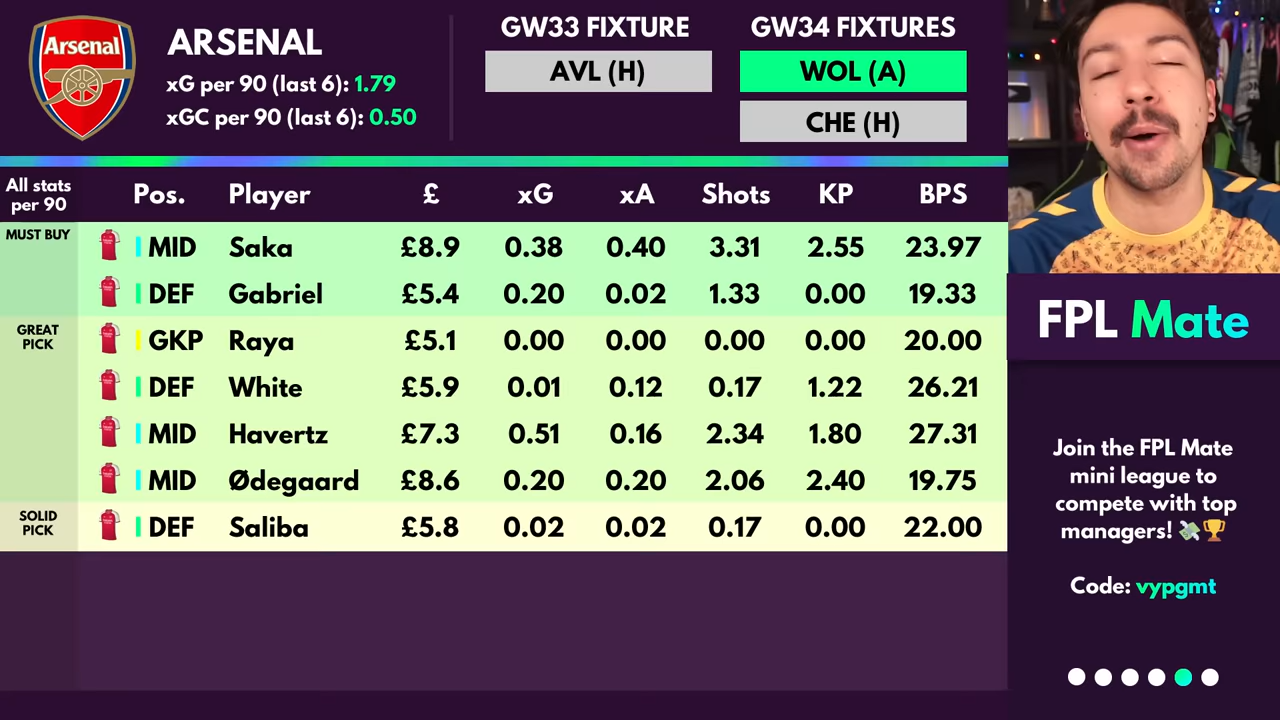 Arsenal
ARSENAL
xG per 90 (last 6): 1.79
xGC per 90 (last 6): 0.50
GW33 FIXTURE
AVL (H)
GW34 FIXTURES
WOL (A)
CHE (H)
All stats
per 90
Pos. Player £ xG xA Shots KP BPS
MUST BUY
MID Saka £8.9 0.38 0.40 3.31 2.55 23.97
DEF Gabriel £5.4 0.20 0.02 1.33 0.00 19.33
GREAT
PICK
GKP Raya £5.1 0.00 0.00 0.00 0.00 20.00
DEF White £5.9 0.01 0.12 0.17 1.22 26.21
MID Havertz £7.3 0.51 0.16 2.34 1.80 27.31
MID Ødegaard £8.6 0.20 0.20 2.06 2.40 19.75
SOLID
PICK
DEF Saliba £5.8 0.02 0.02 0.17 0.00 22.00
FPL Mate
Join the FPL Mate
mini league to
compete with top
managers! 💸🏆
Code: vypgmt